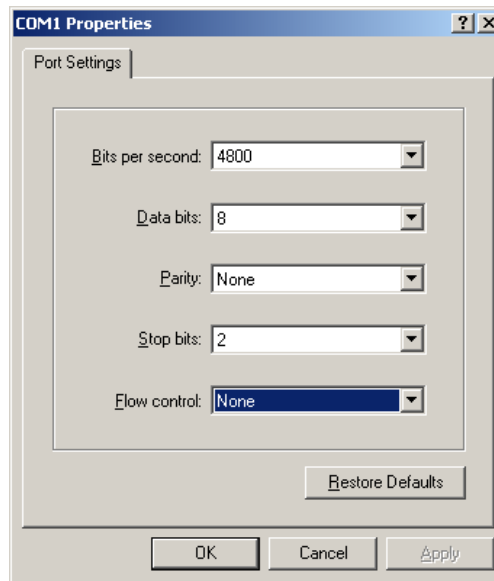 COM1 Properties
Port Settings
Bits per second: 4800
Data bits: 8
Parity: None
Stop bits: 2
Flow control: None
Restore Defaults
OK Cancel Apply